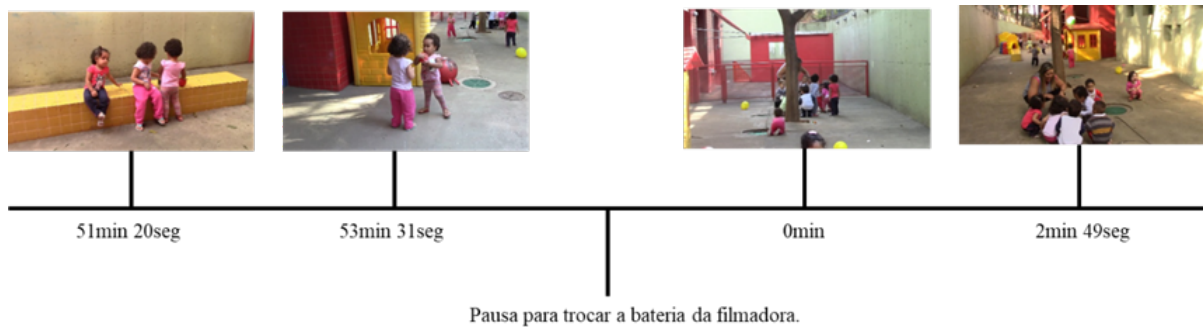 51min 20seg
53min 31seg
0min
2min 49seg
Pausa para trocar a bateria da filmadora.